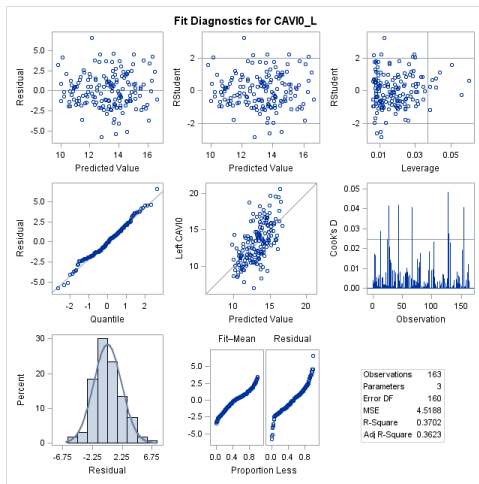 Fit Diagnostics for CAVI0_L
Residual
5.0
2.5
0.0
-2.5
-5.0
10 12 14 16
Predicted Value
RStudent
2
0
-2
10 12 14 16
Predicted Value
RStudent
3
2
1
0
-1
-2
-3
0.01 0.03 0.05
Leverage
Residual
5.0
2.5
0.0
-2.5
-5.0
-2 -1 0 1 2
Quantile
Left CAVI0
20
15
10
10 15 20
Predicted Value
Cook's D
0.05
0.04
0.03
0.02
0.01
0.00
0 50 100 150
Observation
Percent
30
20
10
0
-6.75 -2.25 2.25 6.75
Residual
Fit–Mean Residual
5.0
2.5
0.0
-2.5
-5.0
0.0 0.4 0.8 0.0 0.4 0.8
Proportion Less
Observations 163
Parameters 3
Error DF 160
MSE 4.5188
R-Square 0.3702
Adj R-Square 0.3623